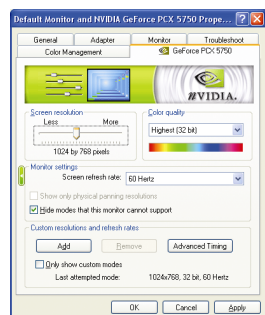 Default Monitor and NVIDIA GeForce PCX 5750 Prope...
General Adapter Monitor Troubleshoot
Color Management GeForce PCX 5750
NVIDIA.
Screen resolution
Less More
1024 by 768 pixels
Color quality
Highest (32 bit)
Monitor settings
Screen refresh rate: 60 Hertz
Show only physical panning resolutions
Hide modes that this monitor cannot support
Custom resolutions and refresh rates
Add Remove Advanced Timing
Only show custom modes
Last attempted mode: 1024x768, 32 bit, 60 Hertz
OK Cancel Apply